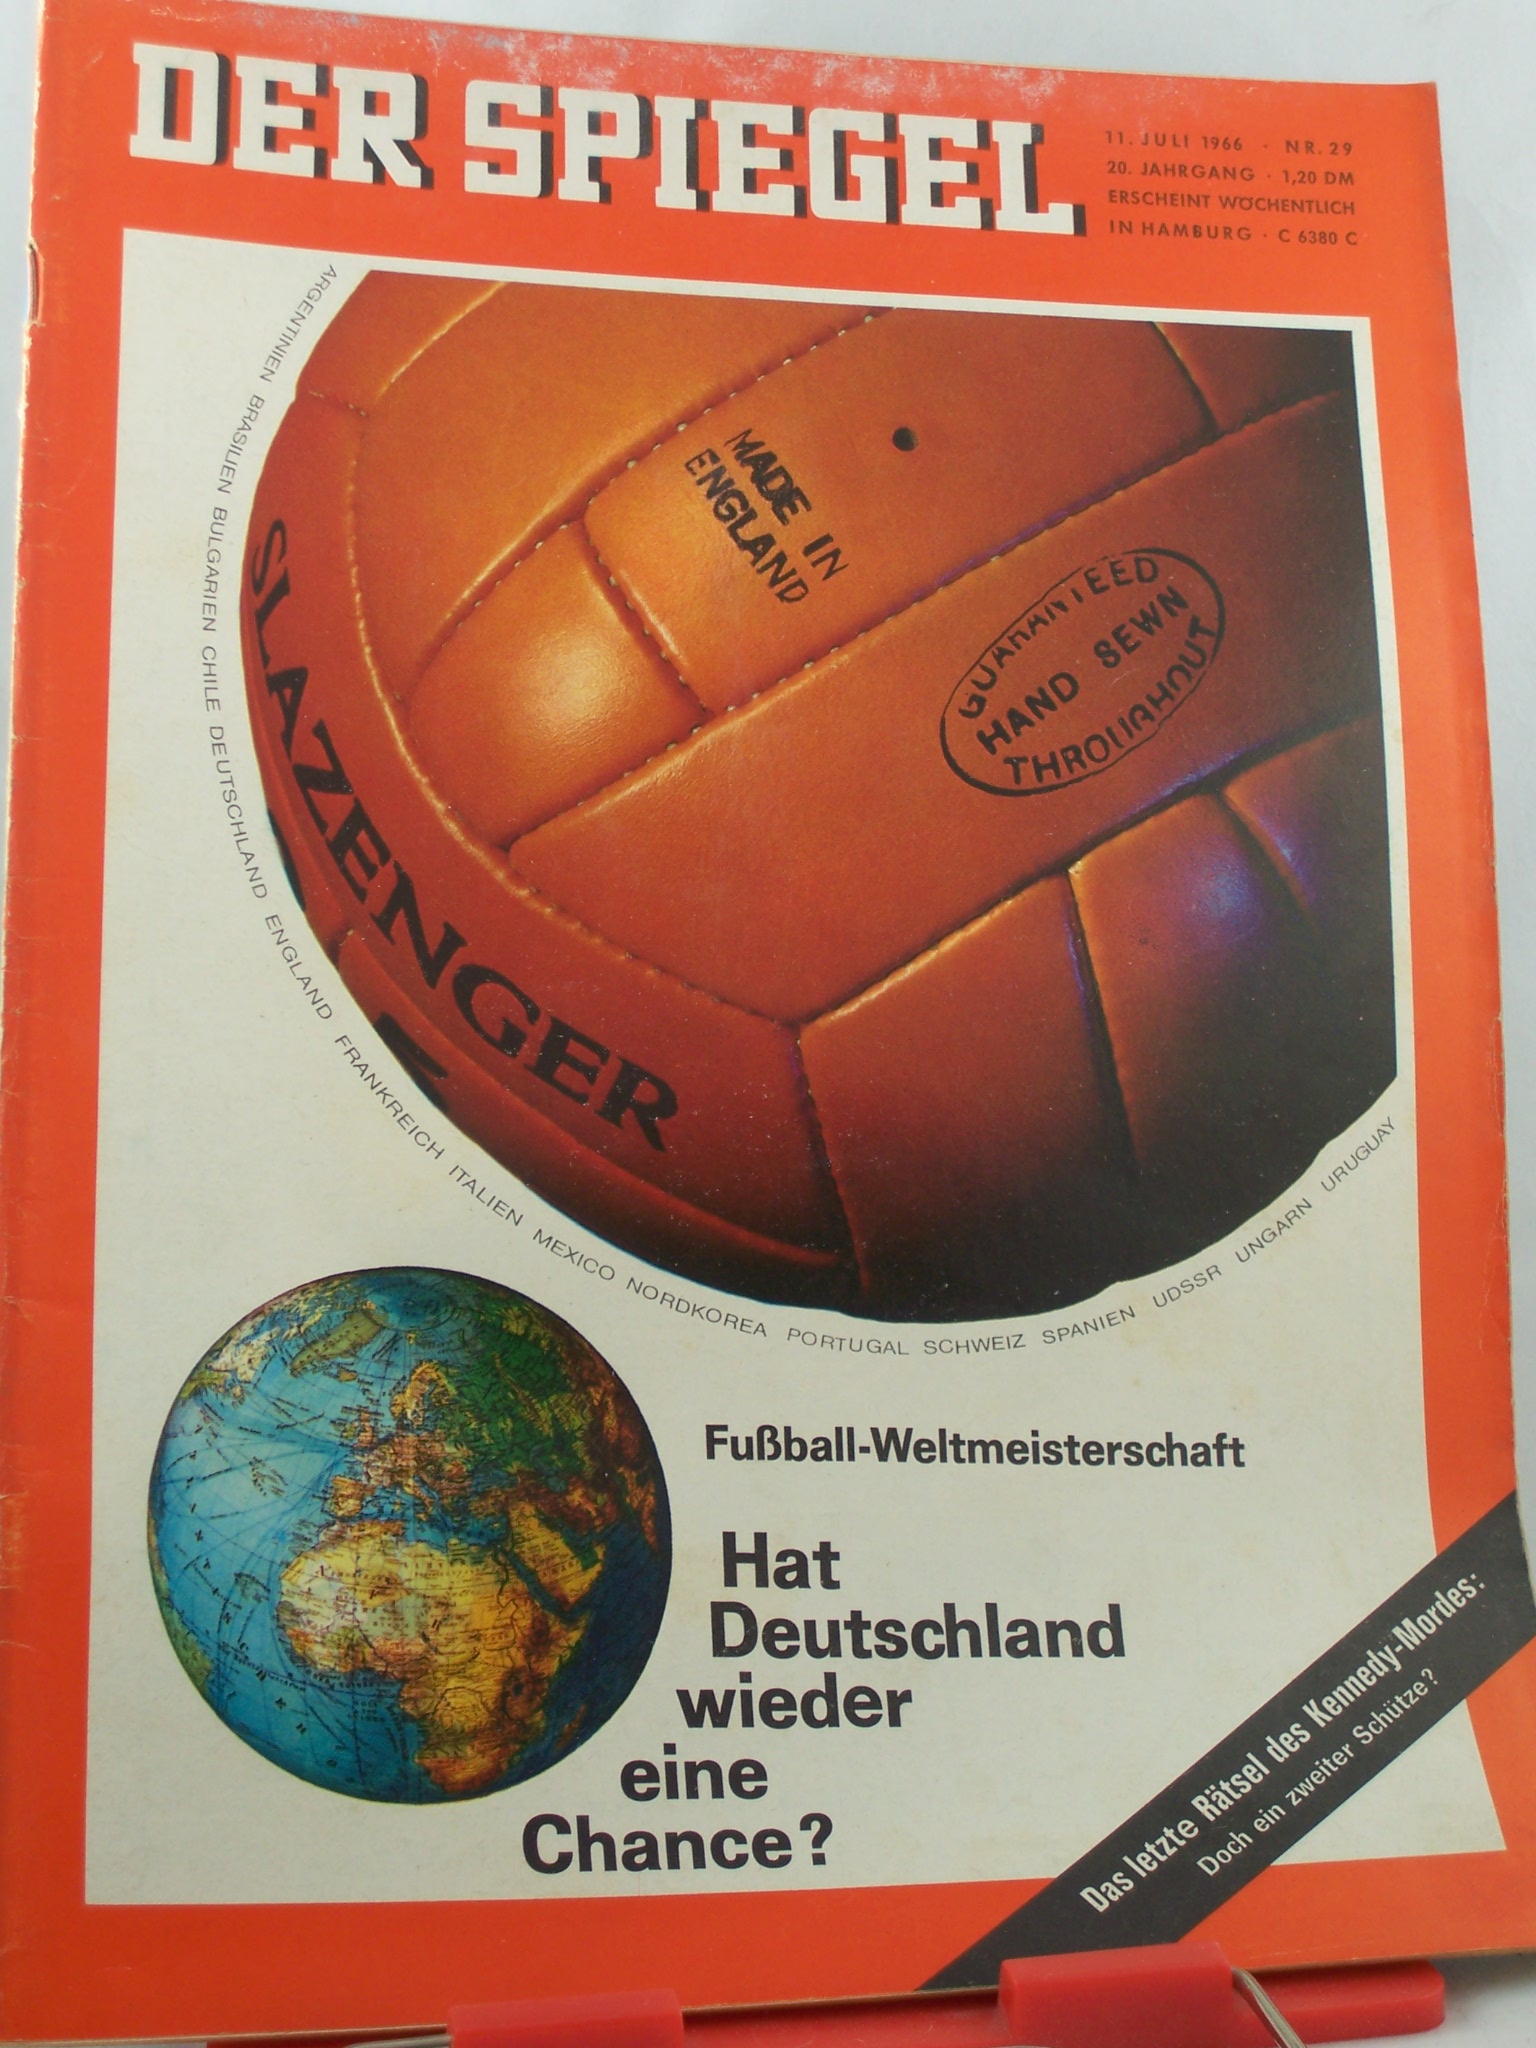 DER SPIEGEL
11. JULI 1966 · NR. 29
20. JAHRGANG · 1,20 DM
ERSCHEINT WÖCHENTLICH
IN HAMBURG · C 6380 C
ARGENTINIEN BRASILIEN BULGARIEN CHILE DEUTSCHLAND ENGLAND FRANKREICH ITALIEN MEXICO NORDKOREA PORTUGAL SCHWEIZ SPANIEN UDSSR UNGARN URUGUAY
MADE IN
ENGLAND
GUARANTEED
HAND SEWN
THROUGHOUT
SLAZENGER
Fußball-Weltmeisterschaft
Hat
Deutschland
wieder
eine
Chance?
Das letzte Rätsel des Kennedy-Mordes:
Doch ein zweiter Schütze?